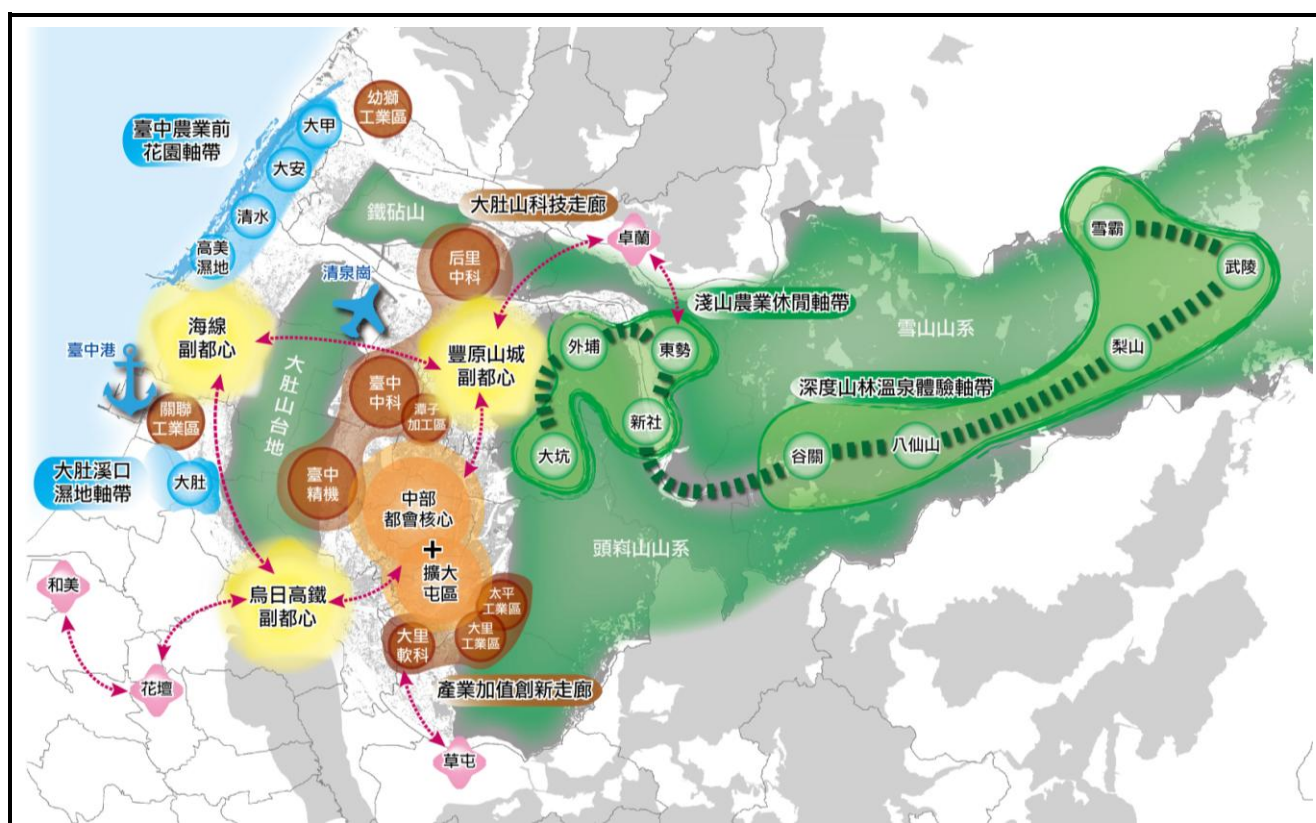 幼獅
工業區
大甲
臺中農業前
花園軸帶
大安
清水
高美
濕地
鐵砧山
大肚山科技走廊
卓蘭
雪霸
武陵
后里
中科
清泉崗
淺山農業休閒軸帶
雪山山系
海線
副都心
臺中港
豐原山城
副都心
外埔
東勢
梨山
大肚山台地
臺中
中科
潭子
加工區
深度山林溫泉體驗軸帶
關聯
工業區
新社
大坑
谷關
八仙山
大肚溪口
濕地軸帶
大肚
臺中
精機
中部
都會核心
+
擴大
屯區
頭嵙山山系
和美
烏日高鐵
副都心
太平
工業區
大里
軟科
大里
工業區
花壇
產業加值創新走廊
草屯